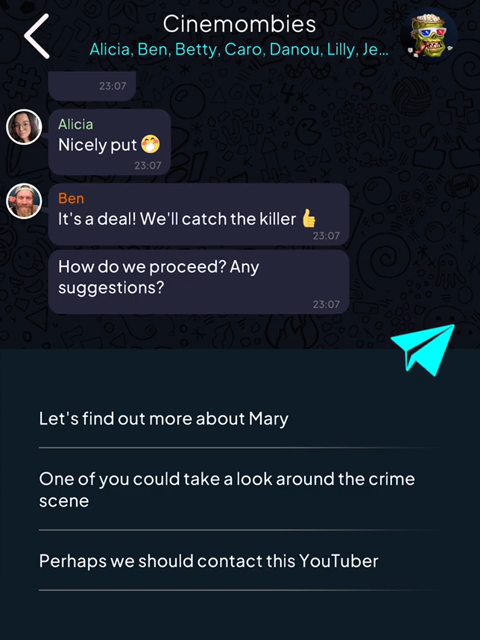 Cinemombies
Alicia, Ben, Betty, Caro, Danou, Lilly, Je...
23:07
Alicia
Nicely put 😁
23:07
Ben
It's a deal! We'll catch the killer 👍
23:07
How do we proceed? Any
suggestions?
23:07
Let's find out more about Mary
One of you could take a look around the crime
scene
Perhaps we should contact this YouTuber